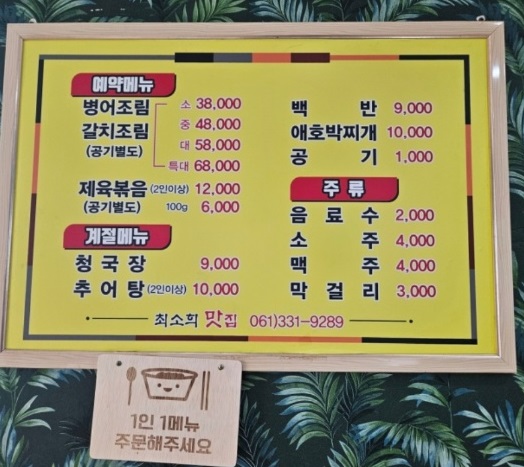 예약메뉴
병어조림 소 38,000
갈치조림 중 48,000
(공기별도) 대 58,000
특대 68,000
제육볶음 (2인이상) 12,000
(공기별도) 100g 6,000
계절메뉴
청국장 9,000
추어탕 (2인이상) 10,000
백반 9,000
애호박찌개 10,000
공기 1,000
주류
음료수 2,000
소주 4,000
맥주 4,000
막걸리 3,000
최소희 맛집 061)331-9289
1인 1메뉴
주문해주세요